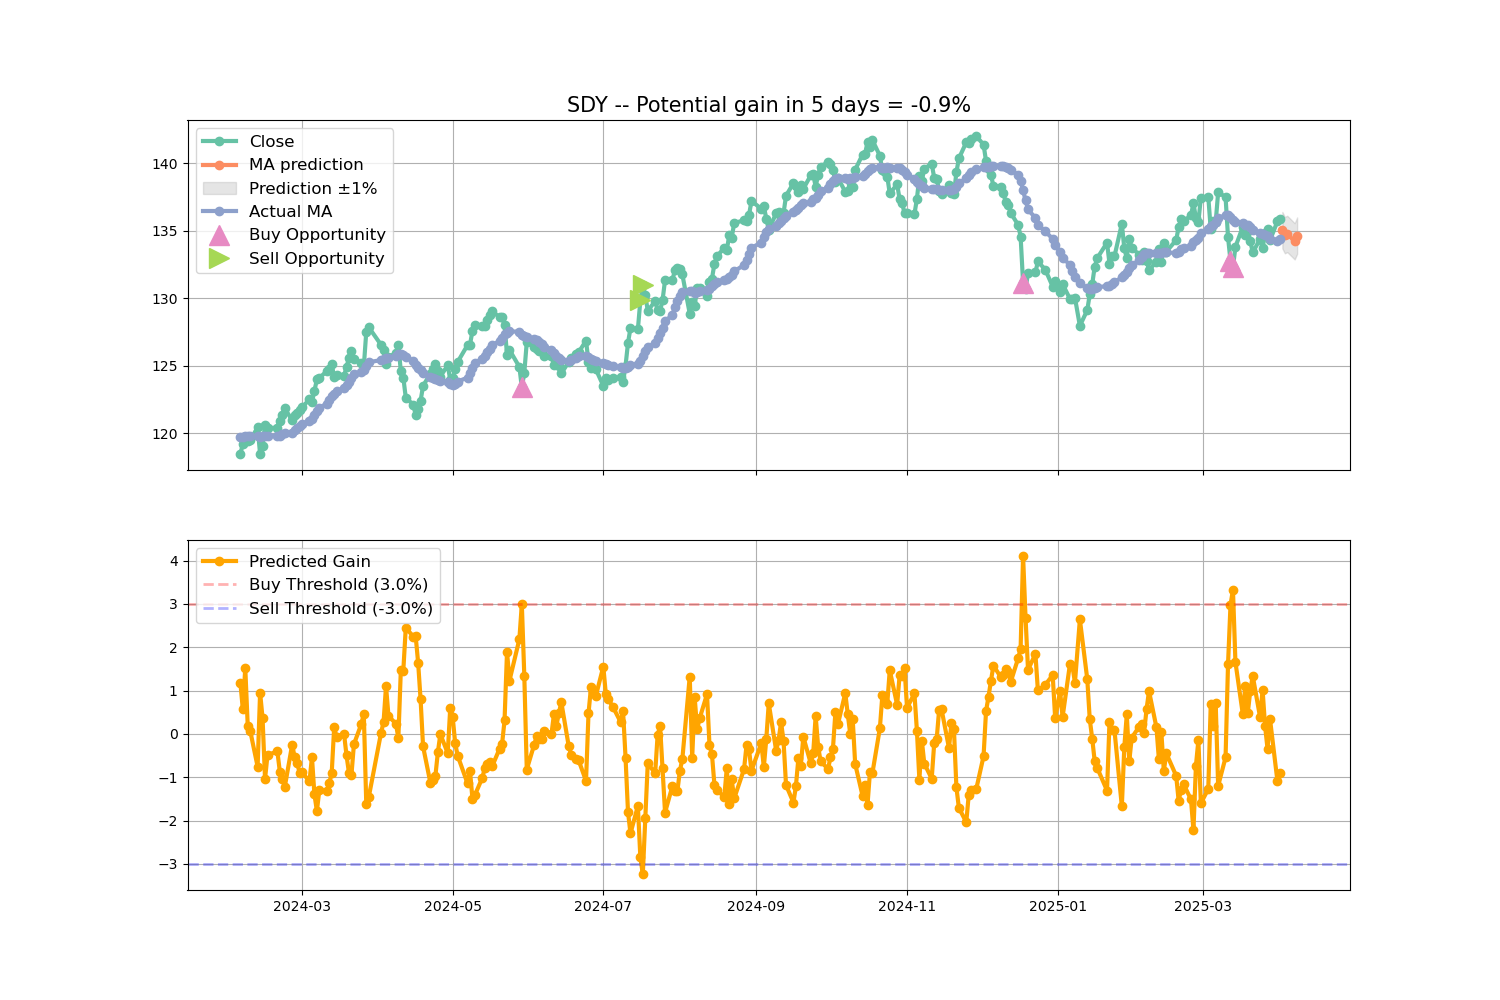 SDY -- Potential gain in 5 days = -0.9%
Close
MA prediction
Prediction ±1%
Actual MA
Buy Opportunity
Sell Opportunity
140
135
130
125
120
Predicted Gain
Buy Threshold (3.0%)
Sell Threshold (-3.0%)
4
3
2
1
0
−1
−2
−3
2024-03 2024-05 2024-07 2024-09 2024-11 2025-01 2025-03